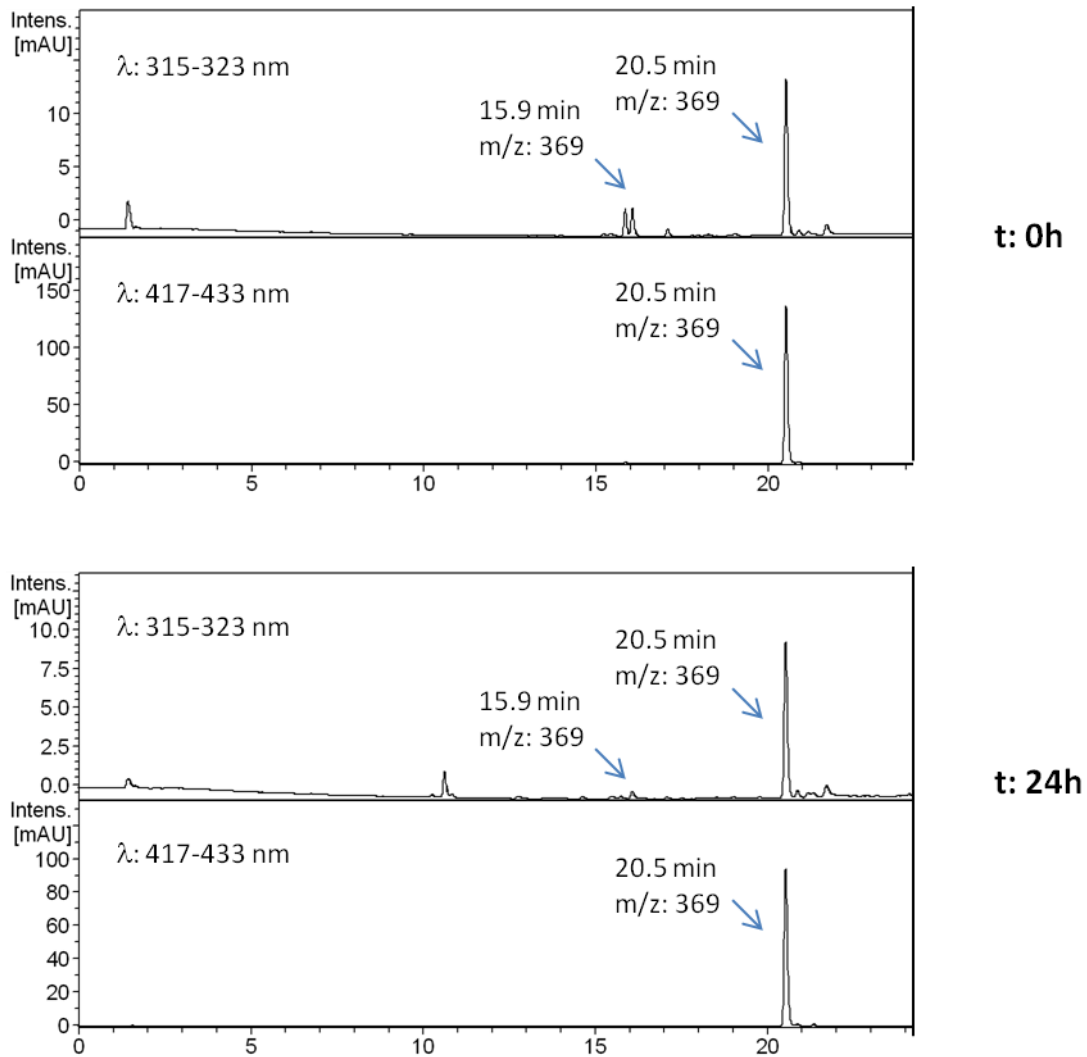 Intens.
[mAU]
λ: 315-323 nm
20.5 min
m/z: 369
15.9 min
m/z: 369
10
5
0
t: 0h
Intens.
[mAU]
λ: 417-433 nm
20.5 min
m/z: 369
150
100
50
0
0 5 10 15 20
Intens.
[mAU]
λ: 315-323 nm
20.5 min
m/z: 369
15.9 min
m/z: 369
10.0
7.5
5.0
2.5
0.0
t: 24h
Intens.
[mAU]
λ: 417-433 nm
20.5 min
m/z: 369
100
80
60
40
20
0
0 5 10 15 20